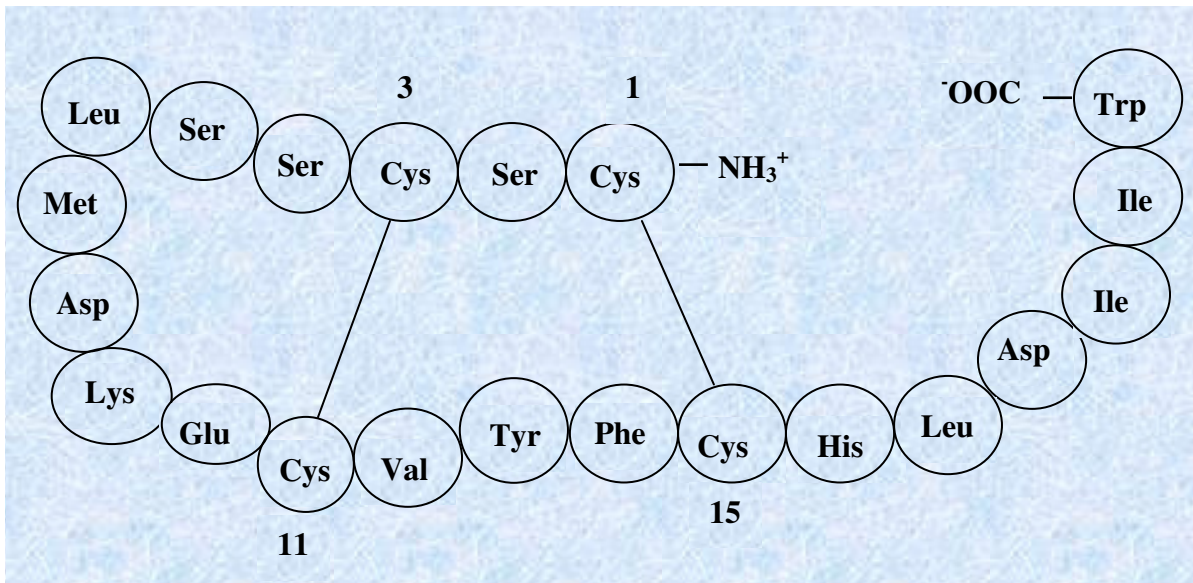 3 1
Leu Ser Ser Cys Ser Cys — NH₃⁺
⁻OOC — Trp
Met
Ile
Asp
Ile
Asp
Lys
Glu Cys Val Tyr Phe Cys His Leu
11 15